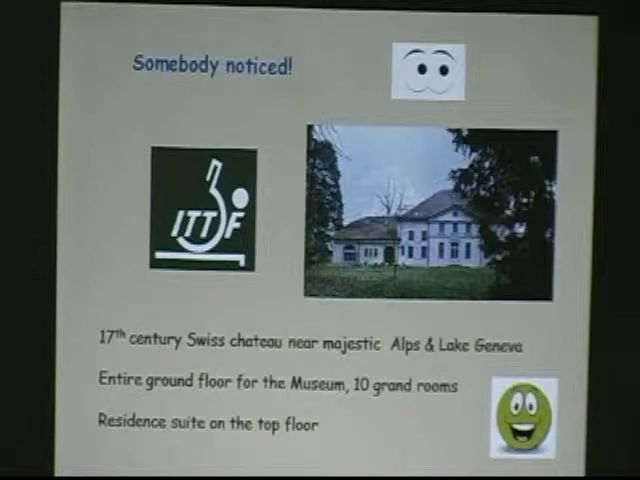 Somebody noticed!
ITTF
17th century Swiss chateau near majestic Alps & Lake Geneva
Entire ground floor for the Museum, 10 grand rooms
Residence suite on the top floor